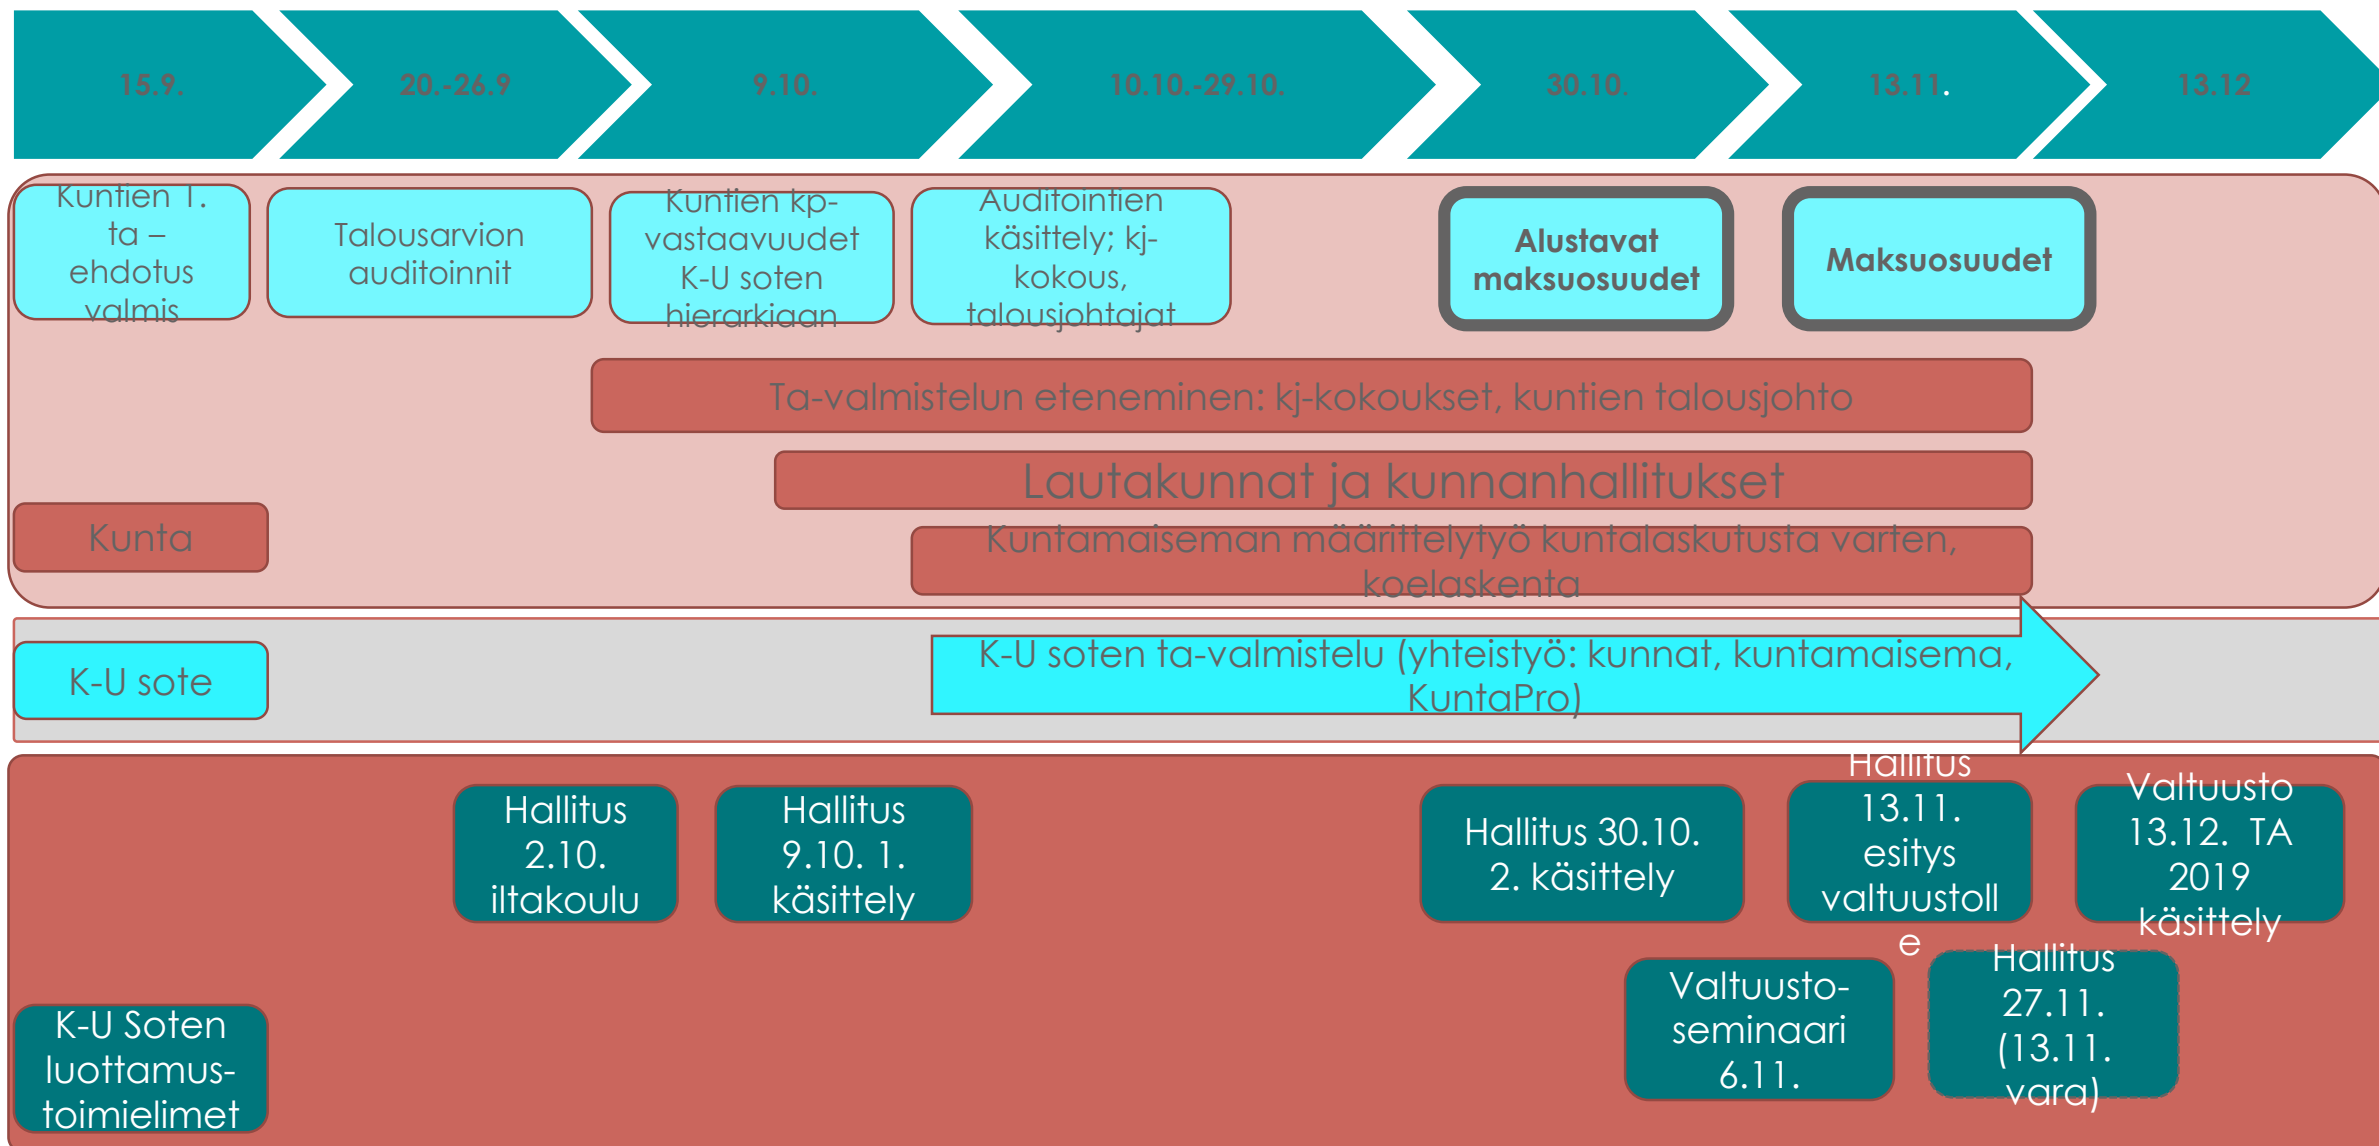 15.9.
20.-26.9
9.10.
10.10.-29.10.
30.10.
13.11.
13.12
Kuntien 1.
ta –
ehdotus
valmis
Talousarvion
auditoinnit
Kuntien kp-
vastaavuudet
K-U soten
hierarkiaan
Auditointien
käsittely; kj-
kokous,
talousjohtajat
Alustavat
maksuosuudet
Maksuosuudet
Ta-valmistelun eteneminen: kj-kokoukset, kuntien talousjohto
Lautakunnat ja kunnanhallitukset
Kunta
Kuntamaiseman määrittelytyö kuntalaskutusta varten,
koelaskenta
K-U sote
K-U soten ta-valmistelu (yhteistyö: kunnat, kuntamaisema,
KuntaPro)
Hallitus
2.10.
iltakoulu
Hallitus
9.10. 1.
käsittely
Hallitus 30.10.
2. käsittely
Hallitus
13.11.
esitys
valtuustoll
e
Valtuusto
13.12. TA
2019
käsittely
Valtuusto-
seminaari
6.11.
Hallitus
27.11.
(13.11.
vara)
K-U Soten
luottamus-
toimielimet